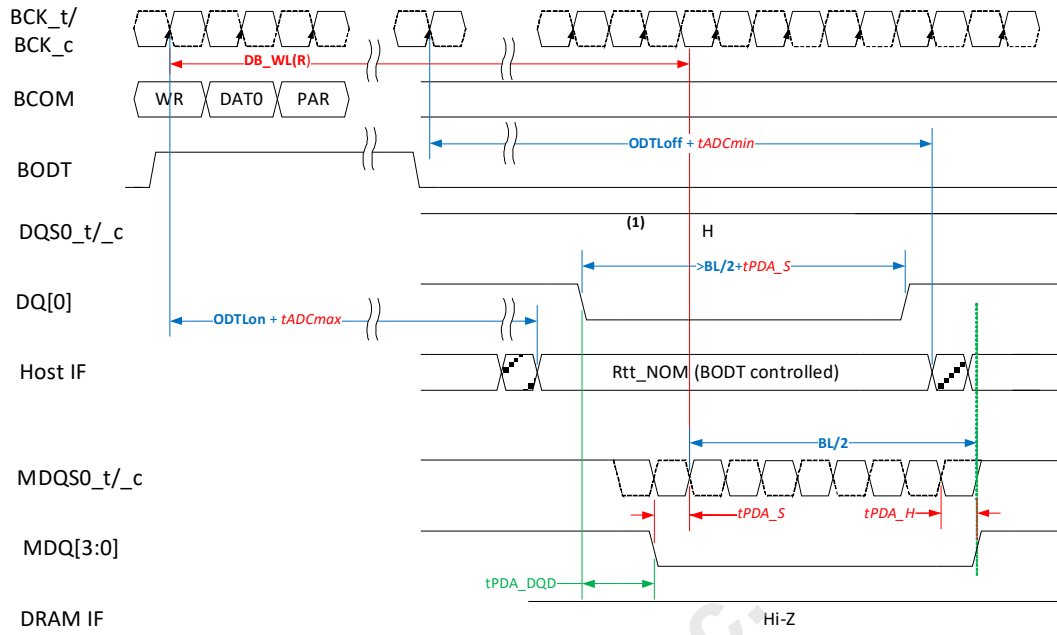 BCK_t/
BCK_c
DB_WL(R)
BCOM
WR
DAT0
PAR
ODTLoff + tADCmin
BODT
(1)
DQS0_t/_c
H
>BL/2+tPDA_S
DQ[0]
ODTLon + tADCmax
Host IF
Rtt_NOM (BODT controlled)
BL/2
MDQS0_t/_c
tPDA_S
tPDA_H
MDQ[3:0]
tPDA_DQD
DRAM IF
Hi-Z